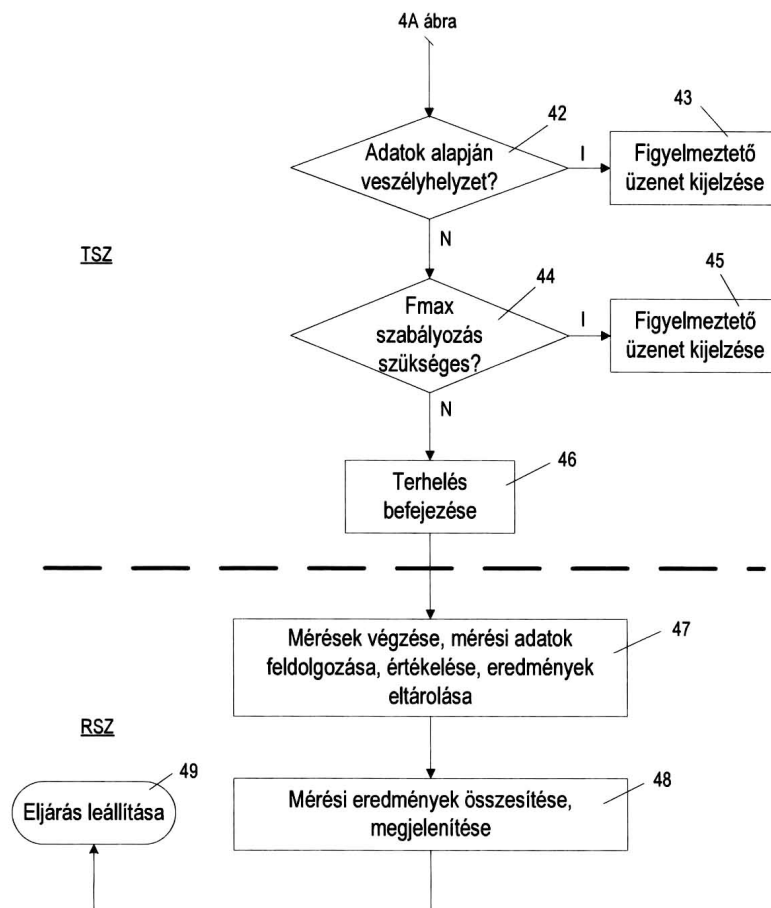 4A ábra
42
43
Adatok alapján
veszélyhelyzet?
I
Figyelmeztető
üzenet kijelzése
N
TSZ
44
45
Fmax
szabályozás
szükséges?
I
Figyelmeztető
üzenet kijelzése
N
46
Terhelés
befejezése
47
Mérések végzése, mérési adatok
feldolgozása, értékelése, eredmények
eltárolása
RSZ
49
Eljárás leállítása
48
Mérési eredmények összesítése,
megjelenítése